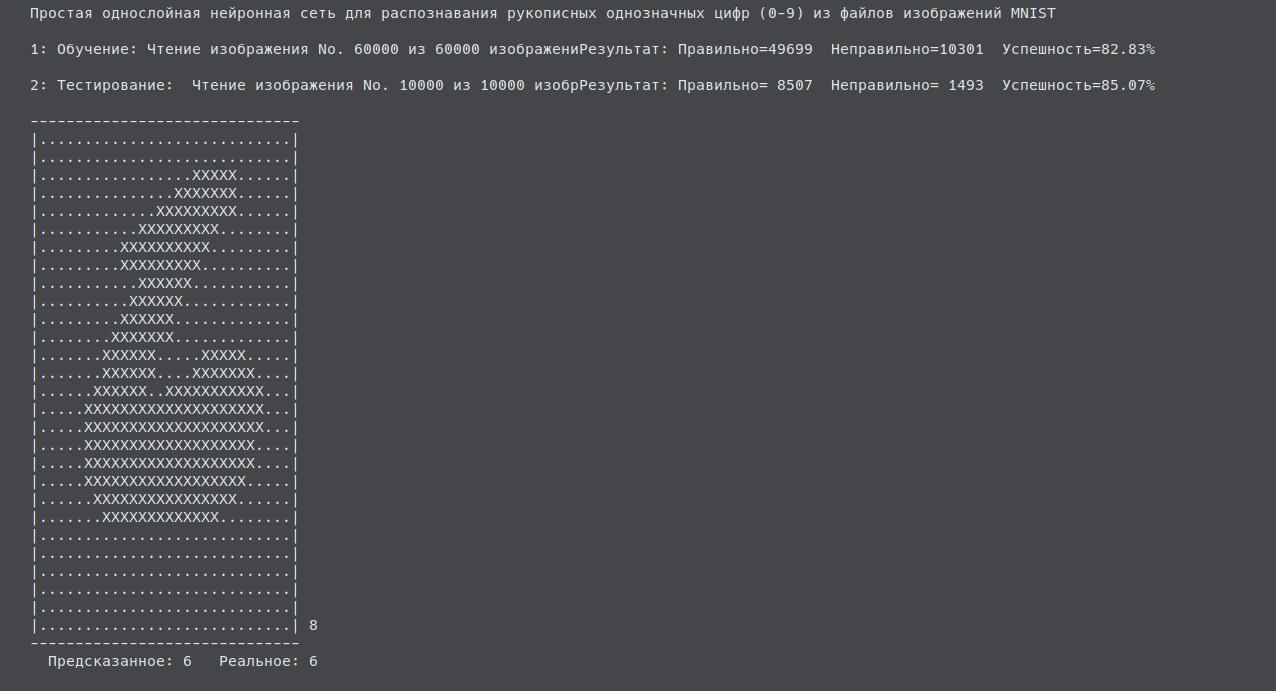 Простая однослойная нейронная сеть для распознавания рукописных однозначных цифр (0-9) из файлов изображений MNIST
1: Обучение: Чтение изображения No. 60000 из 60000 изображениРезультат: Правильно=49699  Неправильно=10301  Успешность=82.83%
2: Тестирование:  Чтение изображения No. 10000 из 10000 изобрРезультат: Правильно= 8507  Неправильно= 1493  Успешность=85.07%
------------------------------
|............................|
|............................|
|.................XXXXX......|
|...............XXXXXXX......|
|.............XXXXXXXXX......|
|...........XXXXXXXXX........|
|.........XXXXXXXXXX.........|
|.........XXXXXXXXX..........|
|...........XXXXXX...........|
|..........XXXXXX............|
|.........XXXXXX.............|
|........XXXXXXX.............|
|.......XXXXXX.....XXXXX.....|
|.......XXXXXX....XXXXXXX....|
|......XXXXXX..XXXXXXXXXXX...|
|.....XXXXXXXXXXXXXXXXXXXX...|
|.....XXXXXXXXXXXXXXXXXXXX...|
|.....XXXXXXXXXXXXXXXXXXX....|
|.....XXXXXXXXXXXXXXXXXXX....|
|.....XXXXXXXXXXXXXXXXXX.....|
|......XXXXXXXXXXXXXXXX......|
|.......XXXXXXXXXXXXX........|
|............................|
|............................|
|............................|
|............................|
|............................|
|............................| 8
------------------------------
  Предсказанное: 6   Реальное: 6